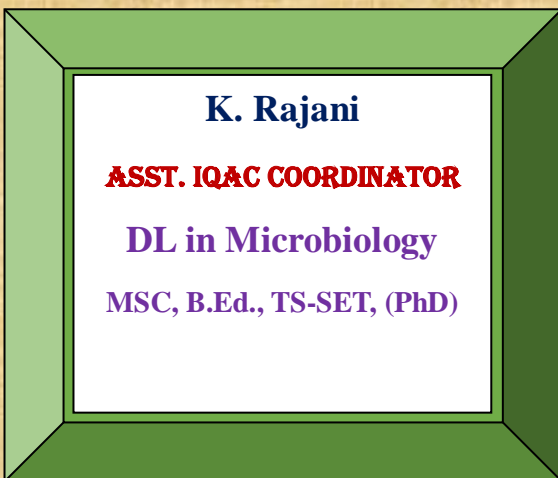 K. Rajani
ASST. IQAC COORDINATOR
DL in Microbiology
MSC, B.Ed., TS-SET, (PhD)